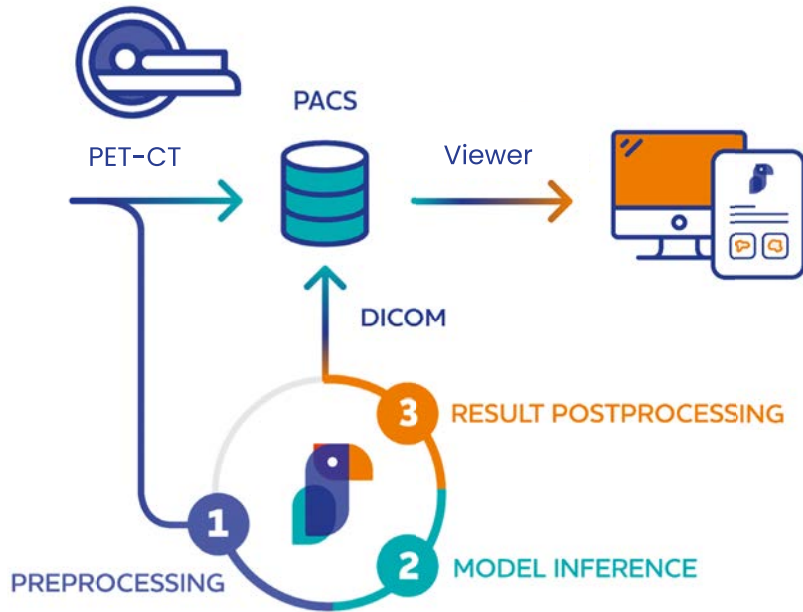 PACS
PET-CT
Viewer
DICOM
3 RESULT POSTPROCESSING
1
2 MODEL INFERENCE
PREPROCESSING